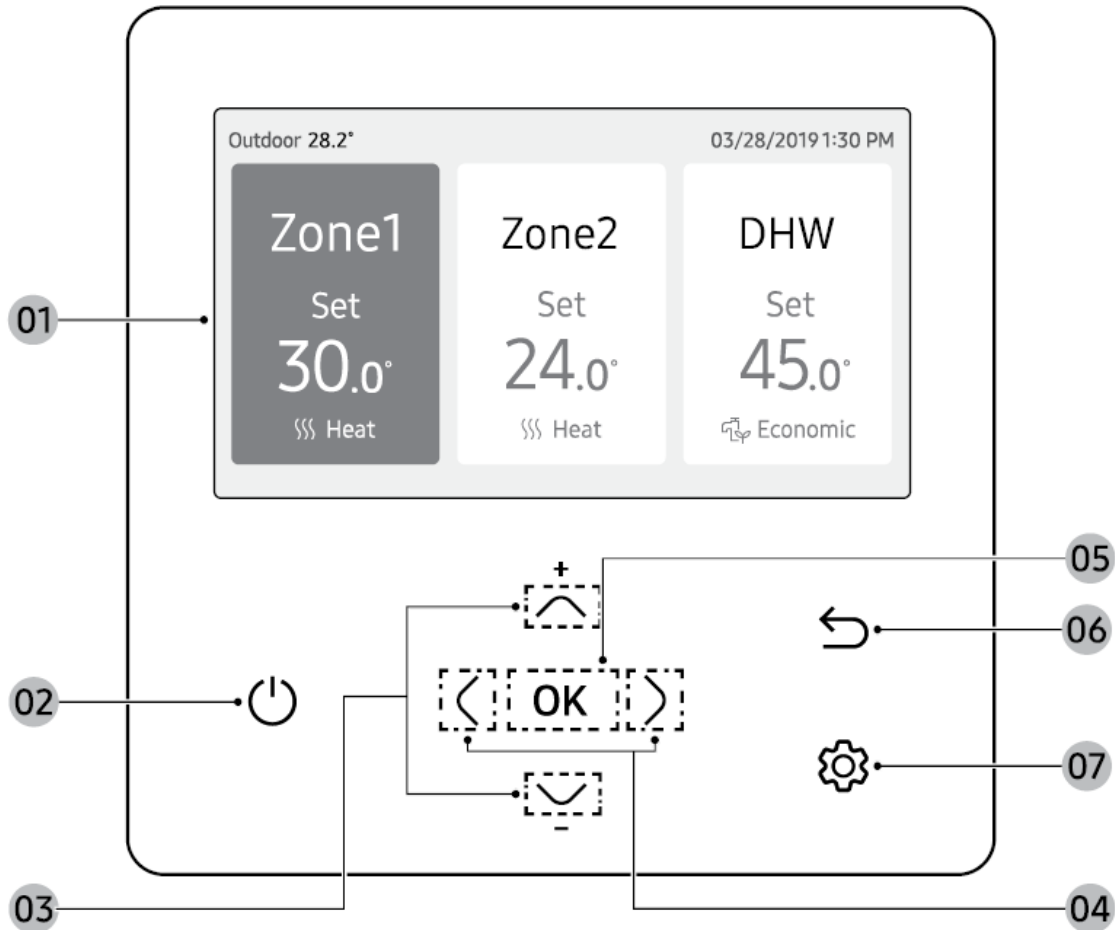 Outdoor 28.2°
03/28/2019 1:30 PM
Zone1
Set
30.0°
Heat
Zone2
Set
24.0°
Heat
DHW
Set
45.0°
Economic
01
+
05
06
02
OK
07
−
03
04